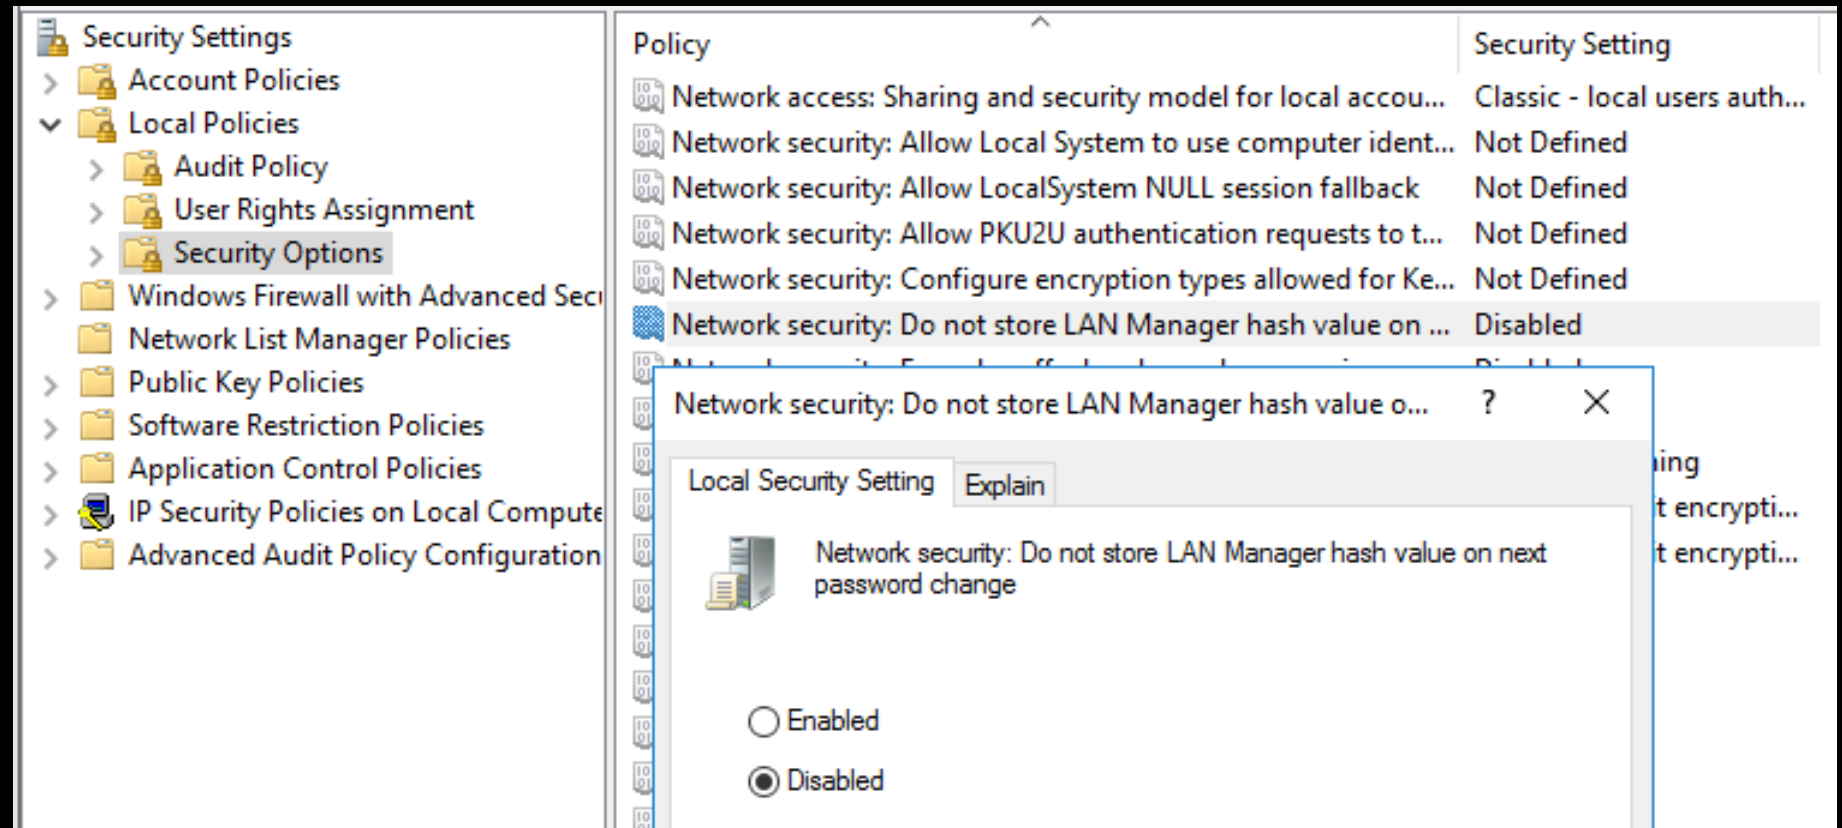 Security Settings
Account Policies
Local Policies
Audit Policy
User Rights Assignment
Security Options
Windows Firewall with Advanced Secu
Network List Manager Policies
Public Key Policies
Software Restriction Policies
Application Control Policies
IP Security Policies on Local Compute
Advanced Audit Policy Configuration
Policy Security Setting
Network access: Sharing and security model for local accou... Classic - local users auth...
Network security: Allow Local System to use computer ident... Not Defined
Network security: Allow LocalSystem NULL session fallback Not Defined
Network security: Allow PKU2U authentication requests to t... Not Defined
Network security: Configure encryption types allowed for Ke... Not Defined
Network security: Do not store LAN Manager hash value on ... Disabled
Network security: Do not store LAN Manager hash value o... ?
ing
Local Security Setting Explain
t encrypti...
t encrypti...
Network security: Do not store LAN Manager hash value on next
password change
Enabled
Disabled